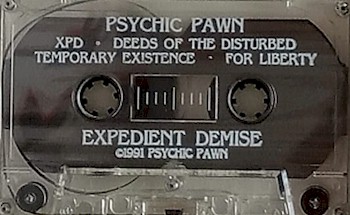 PSYCHIC PAWN
XPD · DEEDS OF THE DISTURBED
TEMPORARY EXISTENCE · FOR LIBERTY
EXPEDIENT DEMISE
©1991 PSYCHIC PAWN